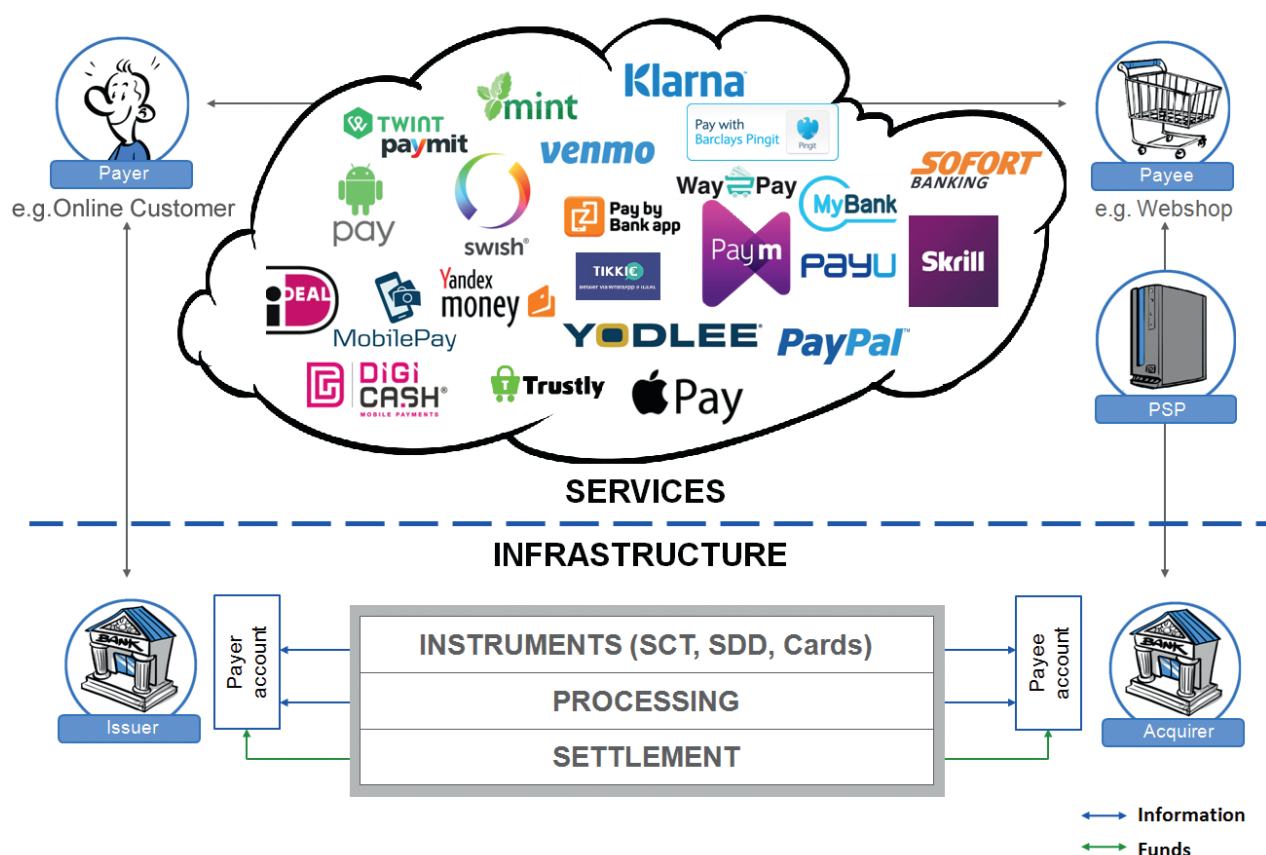 Klarna
mint
TWINT
paymit
venmo
Pay with
Barclays Pingit
Pingit
SOFORT
BANKING
Payer
e.g.Online Customer
Payee
e.g. Webshop
pay
swish®
Pay by
Bank app
Way Pay
MyBank
Pay m
PAYU
Skrill
iDEAL
MobilePay
Yandex
money
TIKKIE
YODLEE®
PayPal™
DIGI
CASH®
MOBILE PAYMENTS
T
Trustly
Pay
PSP
SERVICES
INFRASTRUCTURE
BANK
Issuer
Payer
account
INSTRUMENTS (SCT, SDD, Cards)
PROCESSING
SETTLEMENT
Payee
account
BANK
Acquirer
Information
Funds